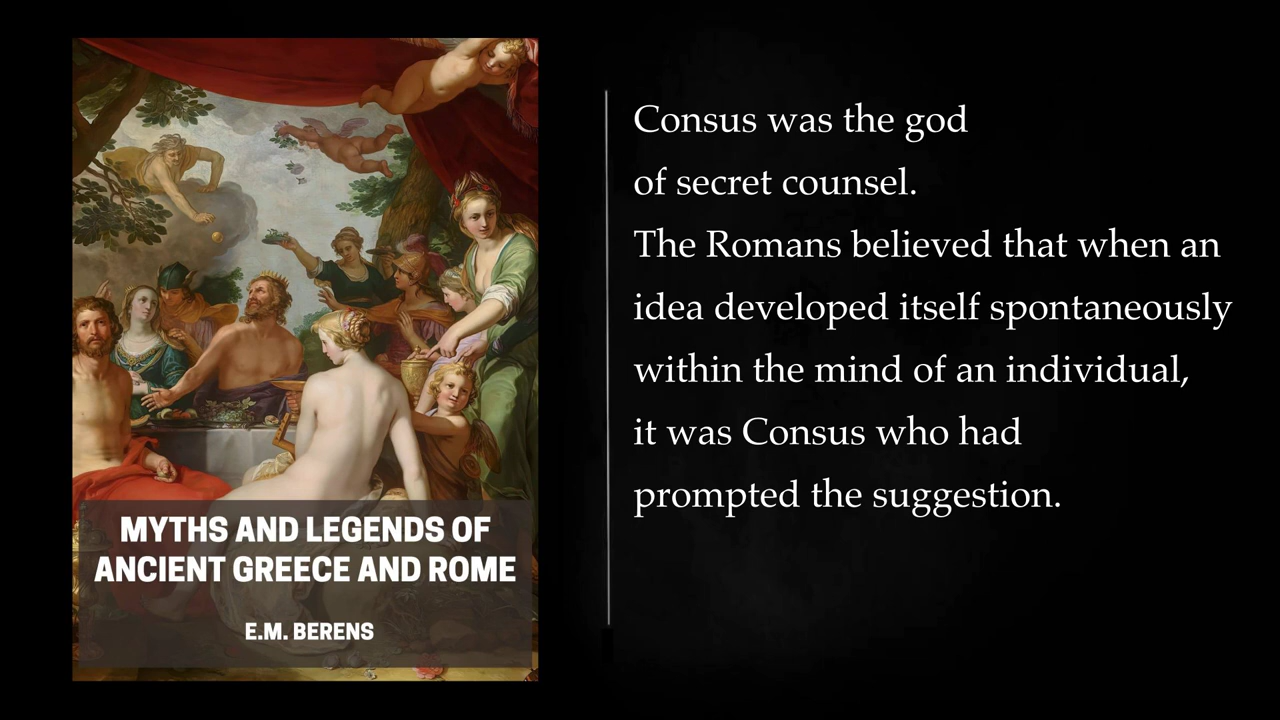 MYTHS AND LEGENDS OF
ANCIENT GREECE AND ROME
E.M. BERENS
Consus was the god
of secret counsel.
The Romans believed that when an
idea developed itself spontaneously
within the mind of an individual,
it was Consus who had
prompted the suggestion.